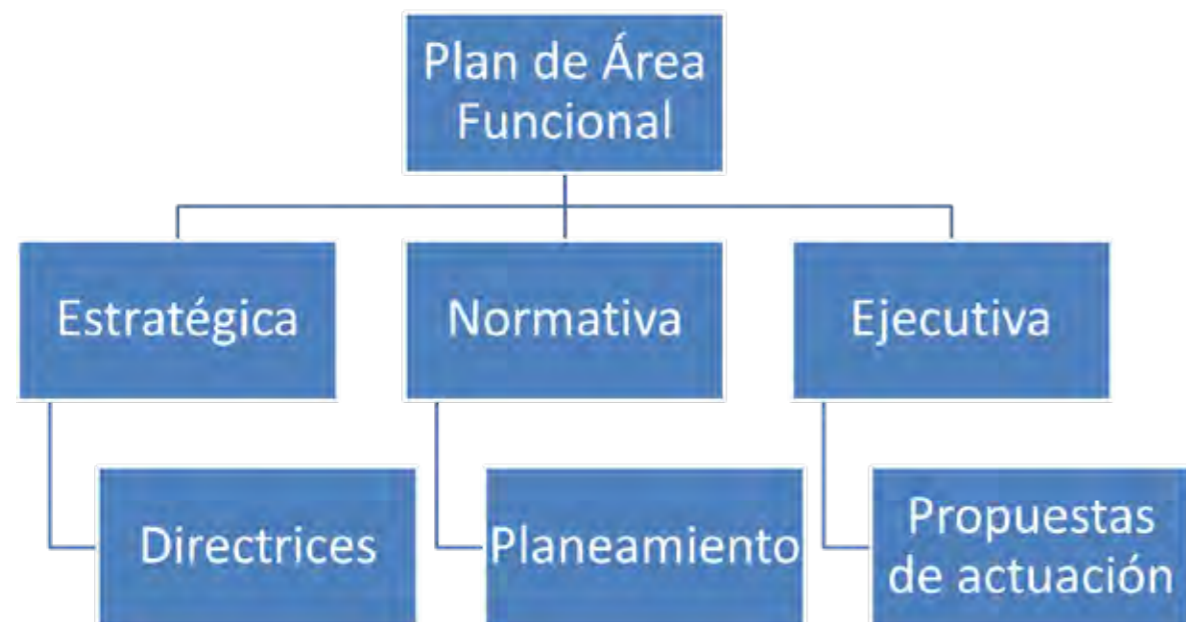 Plan de Área
Funcional
Estratégica
Normativa
Ejecutiva
Directrices
Planeamiento
Propuestas
de actuación